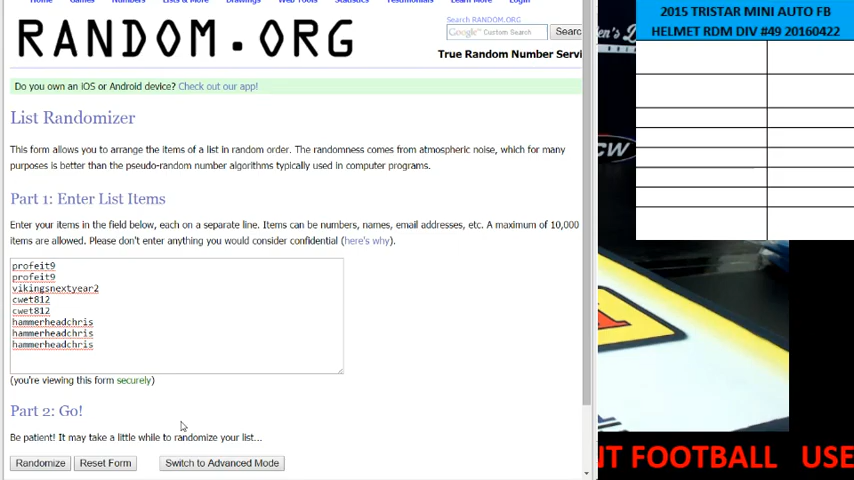 Home Games Numbers Lists & More Drawings Web Tools Statistics Testimonials Learn More Login
RANDOM.ORG
Search RANDOM.ORG
Google™ Custom Search Searc
True Random Number Servi
Do you own an iOS or Android device? Check out our app!
List Randomizer
This form allows you to arrange the items of a list in random order. The randomness comes from atmospheric noise, which for many
purposes is better than the pseudo-random number algorithms typically used in computer programs.
Part 1: Enter List Items
Enter your items in the field below, each on a separate line. Items can be numbers, names, email addresses, etc. A maximum of 10,000
items are allowed. Please don't enter anything you would consider confidential (here's why).
profeit9
profeit9
vikingsnextyear2
cwet812
cwet812
hammerheadchris
hammerheadchris
hammerheadchris
(you're viewing this form securely)
Part 2: Go!
Be patient! It may take a little while to randomize your list...
Randomize Reset Form Switch to Advanced Mode
2015 TRISTAR MINI AUTO FB
HELMET RDM DIV #49 20160422
CW
NT FOOTBALL USE